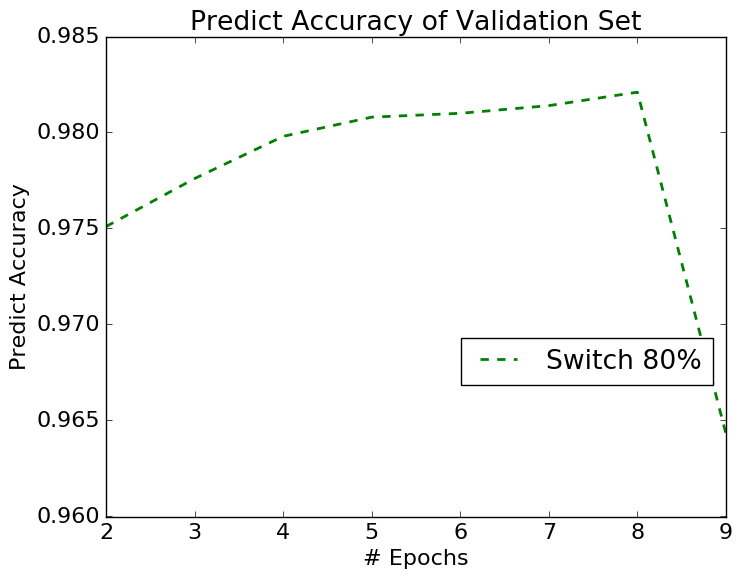 Predict Accuracy of Validation Set
0.985
0.980
0.975
0.970
0.965
0.960
Predict Accuracy
Switch 80%
2 3 4 5 6 7 8 9
# Epochs